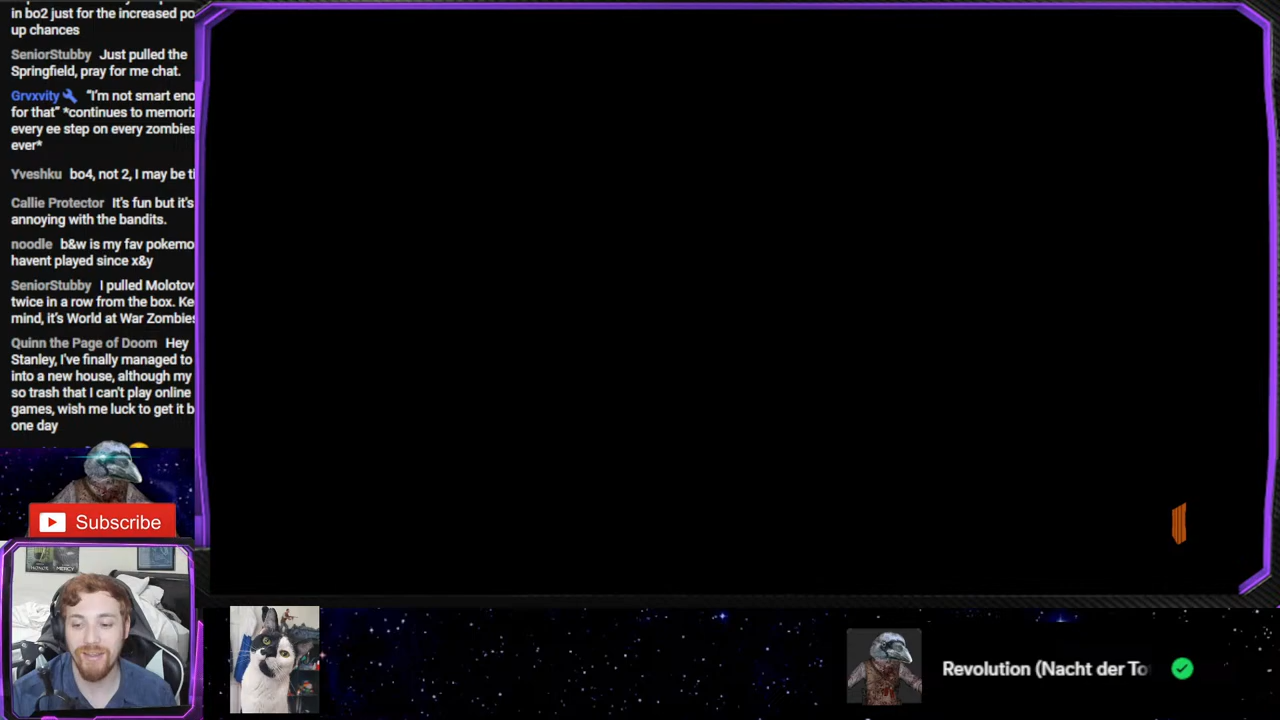 in bo2 just for the increased po
up chances
SeniorStubby Just pulled the
Springfield, pray for me chat.
Grvxvity "I'm not smart eno
for that" *continues to memoriz
every ee step on every zombies
ever*
Yveshku bo4, not 2, I may be ti
Callie Protector It's fun but it's
annoying with the bandits.
noodle b&w is my fav pokemo
havent played since x&y
SeniorStubby I pulled Molotov
twice in a row from the box. Ke
mind, it's World at War Zombies
Quinn the Page of Doom Hey
Stanley, I've finally managed to
into a new house, although my
so trash that I can't play online
games, wish me luck to get it b
one day
Subscribe
HONOR
MERCY
Revolution (Nacht der To